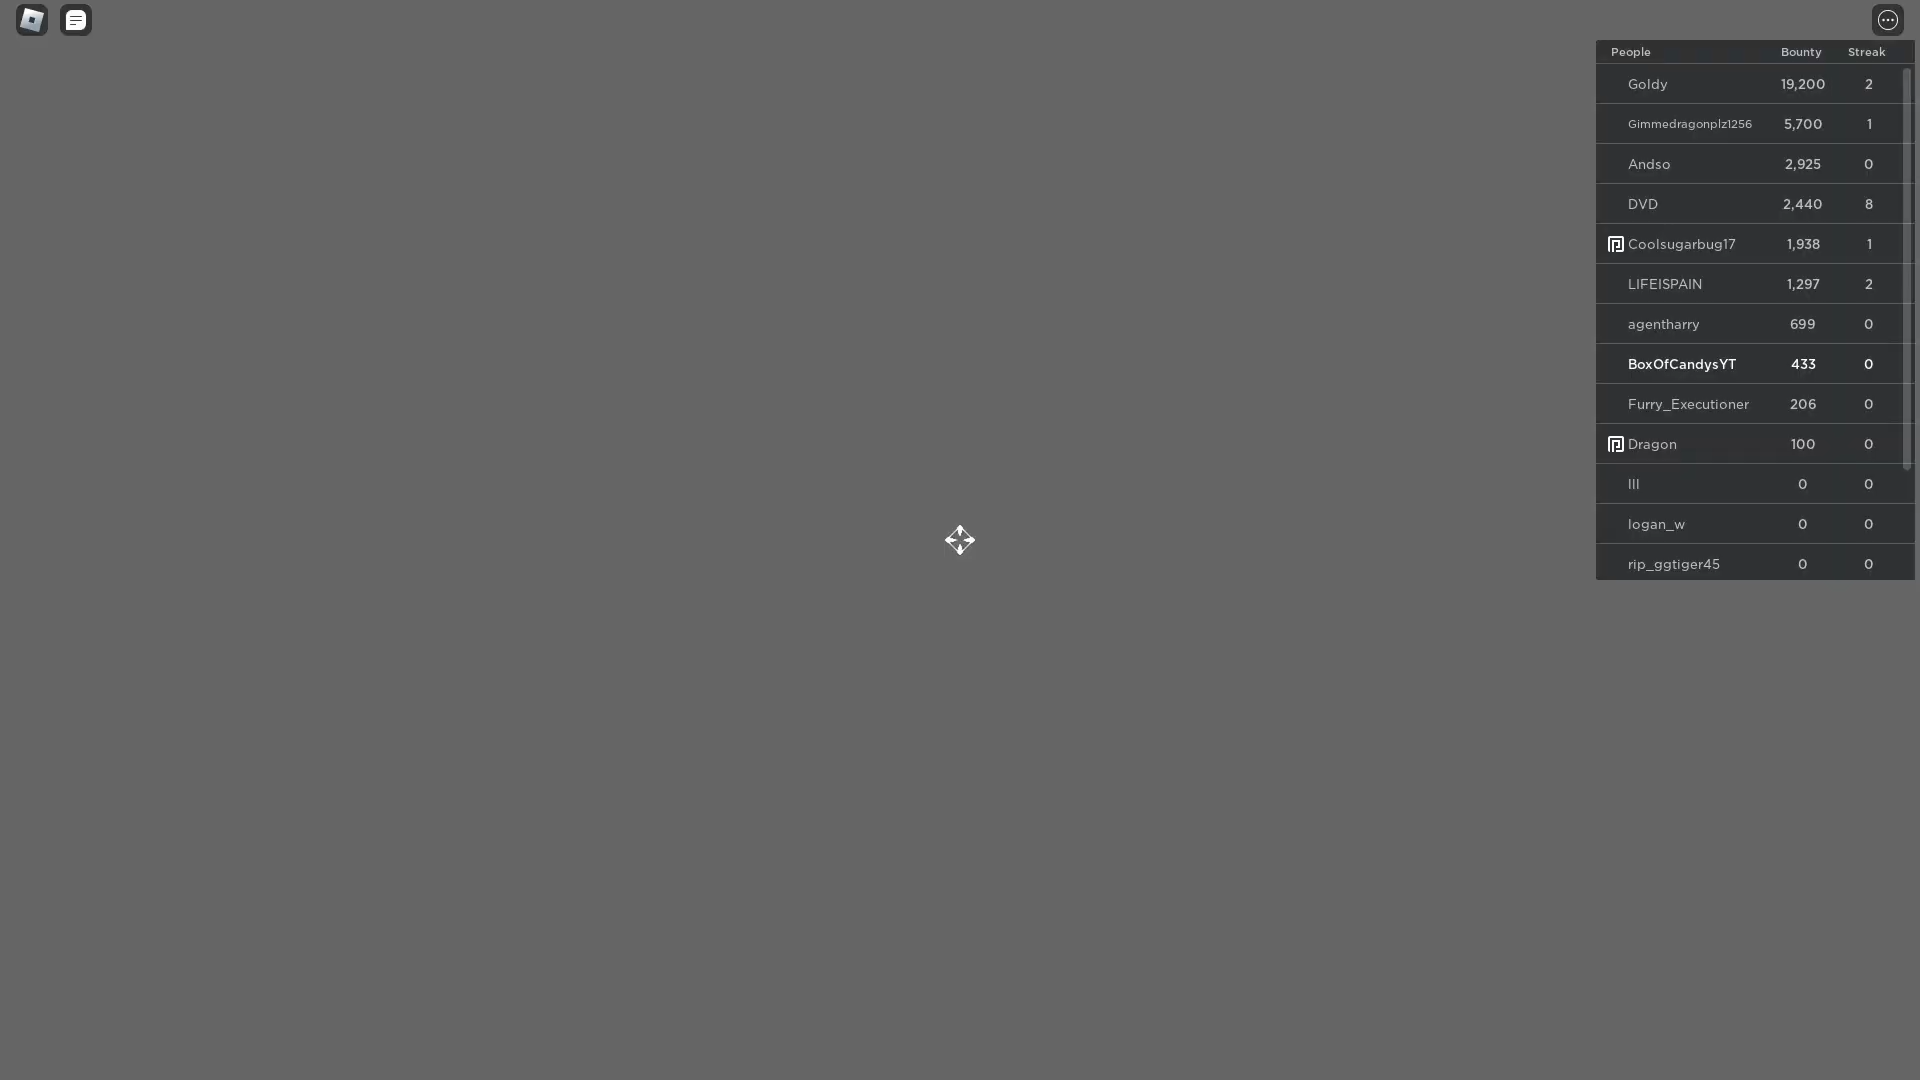 People Bounty Streak
Goldy 19,200 2
Gimmedragonplz1256 5,700 1
Andso 2,925 0
DVD 2,440 8
Coolsugarbug17 1,938 1
LIFEISPAIN 1,297 2
agentharry 699 0
BoxOfCandysYT 433 0
Furry_Executioner 206 0
Dragon 100 0
lll 0 0
logan_w 0 0
rip_ggtiger45 0 0